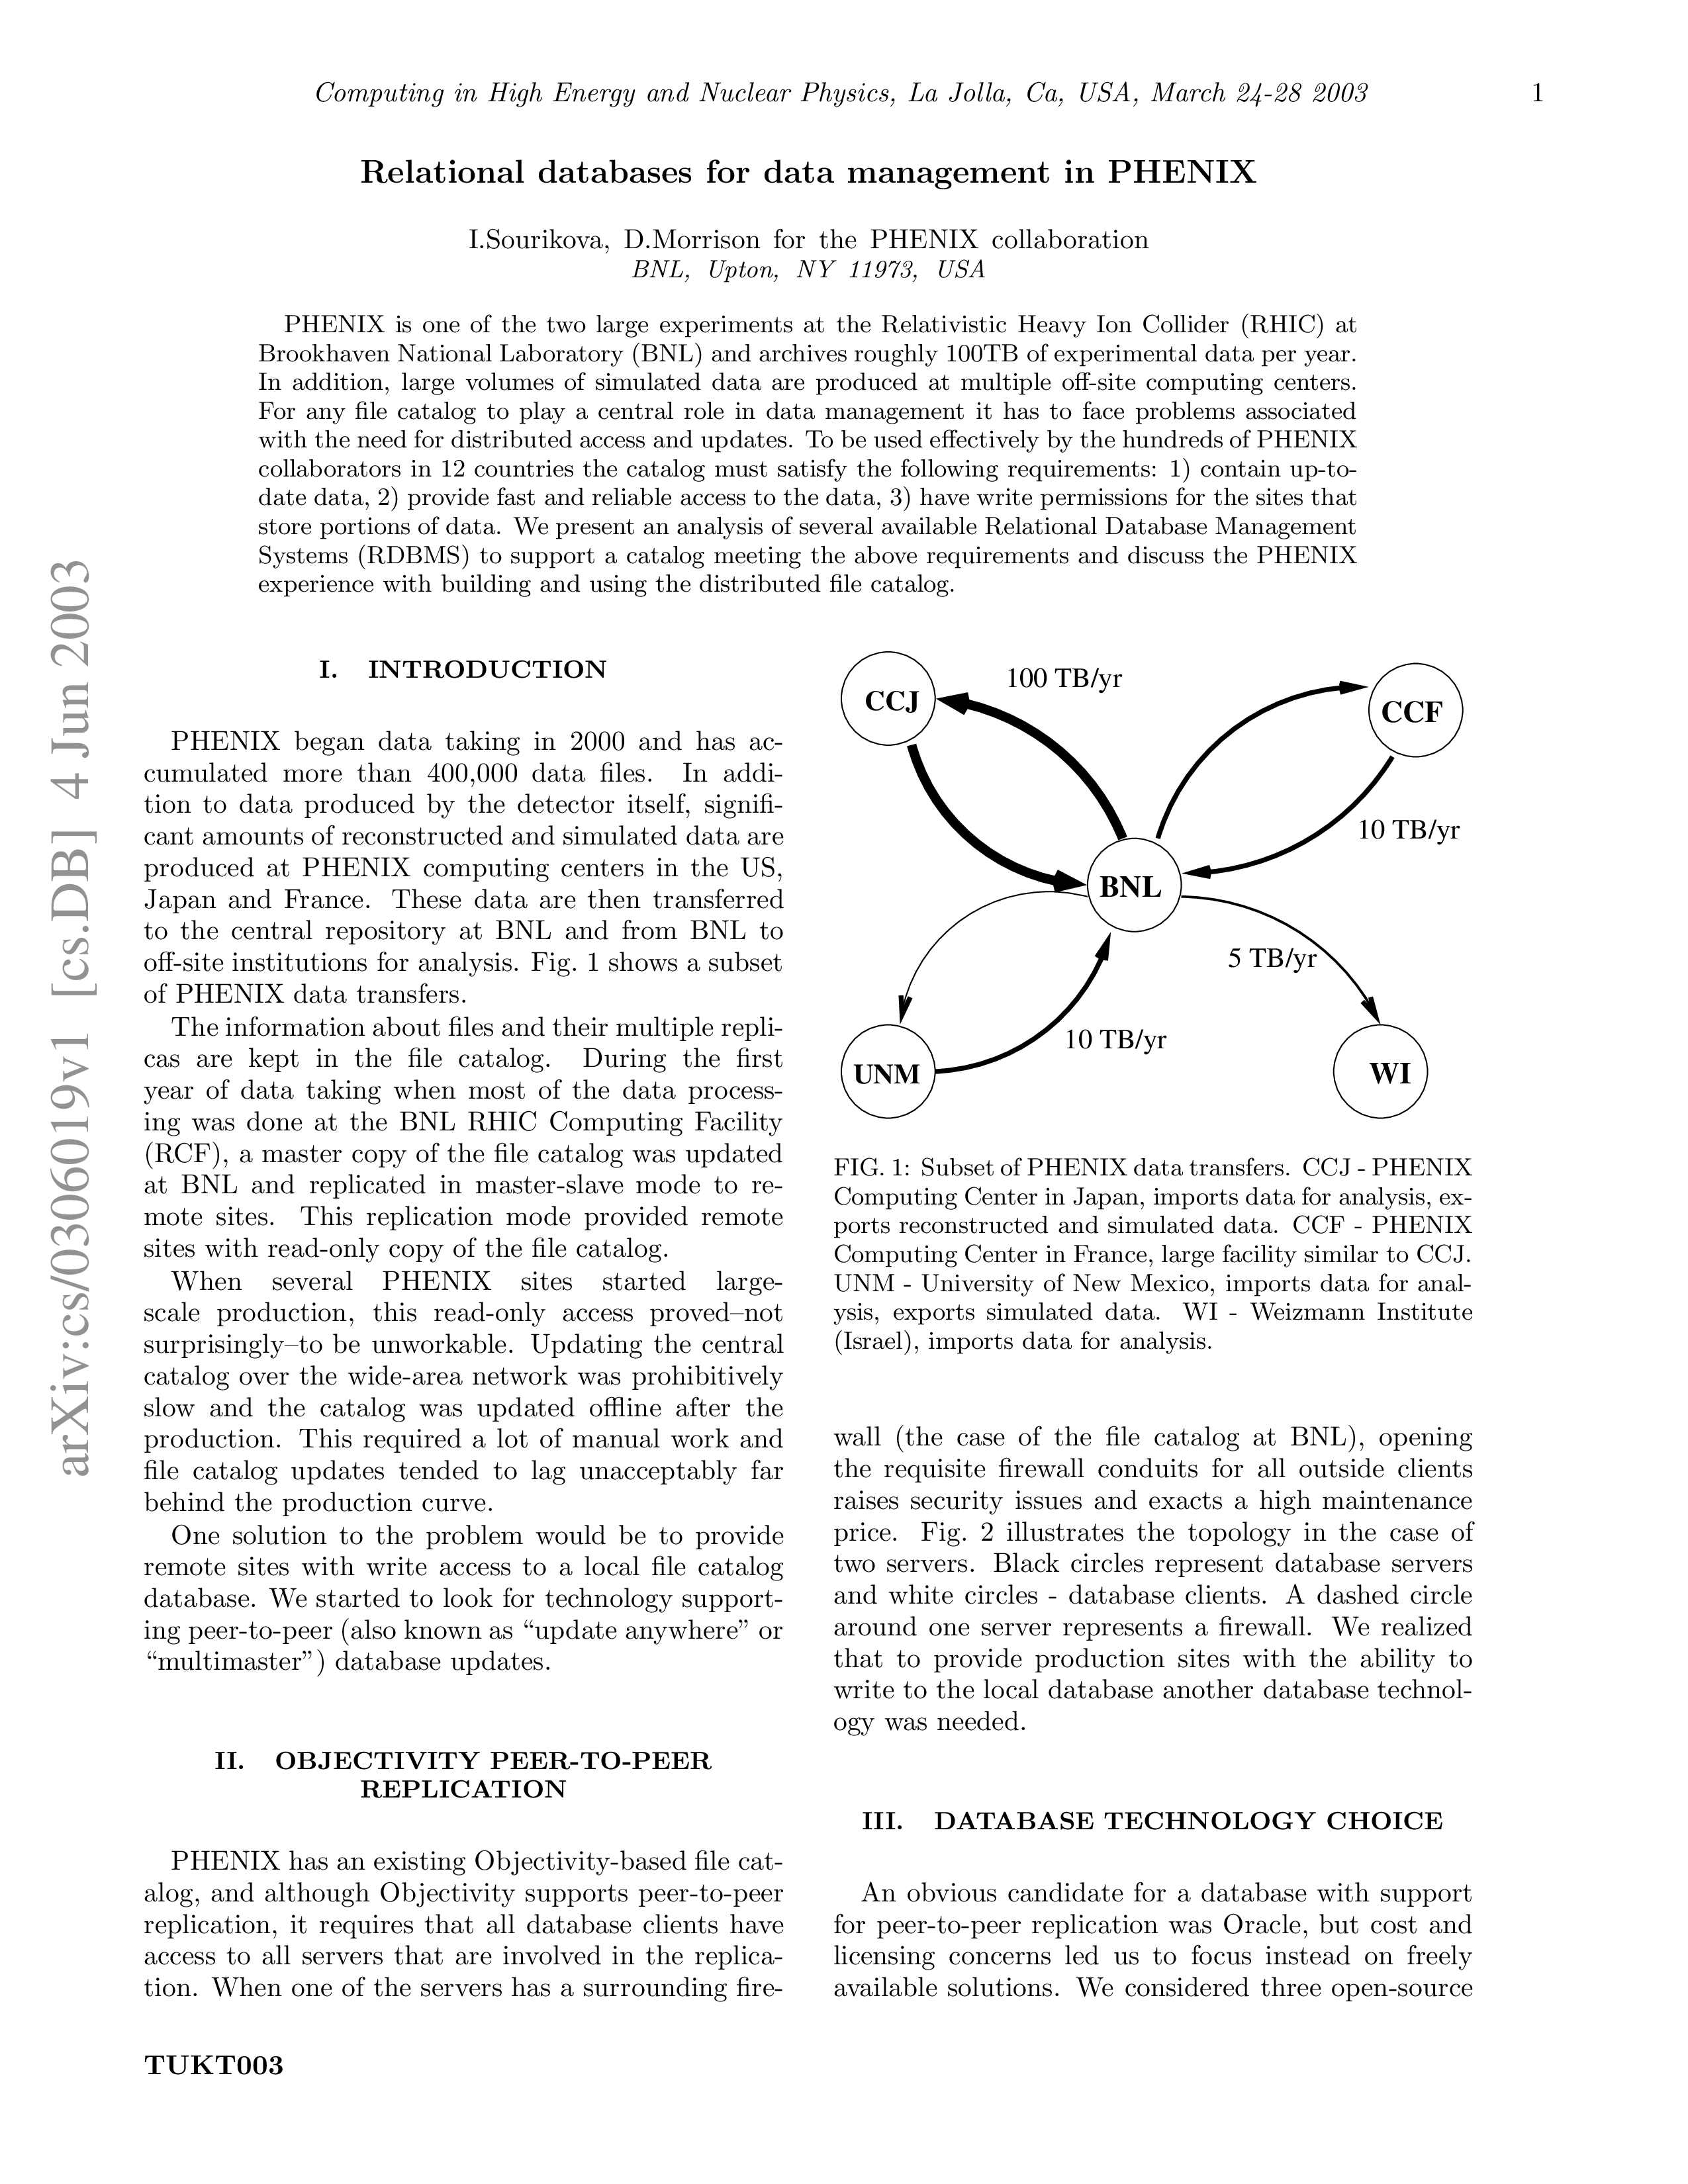 Computing in High Energy and Nuclear Physics, La Jolla, Ca, USA, March 24-28 2003 1
Relational databases for data management in PHENIX
I.Sourikova, D.Morrison for the PHENIX collaboration
BNL, Upton, NY 11973, USA
PHENIX is one of the two large experiments at the Relativistic Heavy Ion Collider (RHIC) at
Brookhaven National Laboratory (BNL) and archives roughly 100TB of experimental data per year.
In addition, large volumes of simulated data are produced at multiple off-site computing centers.
For any file catalog to play a central role in data management it has to face problems associated
with the need for distributed access and updates. To be used effectively by the hundreds of PHENIX
collaborators in 12 countries the catalog must satisfy the following requirements: 1) contain up-to-
date data, 2) provide fast and reliable access to the data, 3) have write permissions for the sites that
store portions of data. We present an analysis of several available Relational Database Management
Systems (RDBMS) to support a catalog meeting the above requirements and discuss the PHENIX
experience with building and using the distributed file catalog.
arXiv:cs/0306019v1 [cs.DB] 4 Jun 2003
I. INTRODUCTION
PHENIX began data taking in 2000 and has ac-
cumulated more than 400,000 data files. In addi-
tion to data produced by the detector itself, signifi-
cant amounts of reconstructed and simulated data are
produced at PHENIX computing centers in the US,
Japan and France. These data are then transferred
to the central repository at BNL and from BNL to
off-site institutions for analysis. Fig. 1 shows a subset
of PHENIX data transfers.
The information about files and their multiple repli-
cas are kept in the file catalog. During the first
year of data taking when most of the data process-
ing was done at the BNL RHIC Computing Facility
(RCF), a master copy of the file catalog was updated
at BNL and replicated in master-slave mode to re-
mote sites. This replication mode provided remote
sites with read-only copy of the file catalog.
When several PHENIX sites started large-
scale production, this read-only access proved–not
surprisingly–to be unworkable. Updating the central
catalog over the wide-area network was prohibitively
slow and the catalog was updated offline after the
production. This required a lot of manual work and
file catalog updates tended to lag unacceptably far
behind the production curve.
One solution to the problem would be to provide
remote sites with write access to a local file catalog
database. We started to look for technology support-
ing peer-to-peer (also known as “update anywhere” or
“multimaster”) database updates.
II. OBJECTIVITY PEER-TO-PEER
REPLICATION
PHENIX has an existing Objectivity-based file cat-
alog, and although Objectivity supports peer-to-peer
replication, it requires that all database clients have
access to all servers that are involved in the replica-
tion. When one of the servers has a surrounding fire-
CCJ
100 TB/yr
CCF
10 TB/yr
BNL
5 TB/yr
10 TB/yr
UNM
WI
FIG. 1: Subset of PHENIX data transfers. CCJ - PHENIX
Computing Center in Japan, imports data for analysis, ex-
ports reconstructed and simulated data. CCF - PHENIX
Computing Center in France, large facility similar to CCJ.
UNM - University of New Mexico, imports data for anal-
ysis, exports simulated data. WI - Weizmann Institute
(Israel), imports data for analysis.
wall (the case of the file catalog at BNL), opening
the requisite firewall conduits for all outside clients
raises security issues and exacts a high maintenance
price. Fig. 2 illustrates the topology in the case of
two servers. Black circles represent database servers
and white circles - database clients. A dashed circle
around one server represents a firewall. We realized
that to provide production sites with the ability to
write to the local database another database technol-
ogy was needed.
III. DATABASE TECHNOLOGY CHOICE
An obvious candidate for a database with support
for peer-to-peer replication was Oracle, but cost and
licensing concerns led us to focus instead on freely
available solutions. We considered three open-source
TUKT003